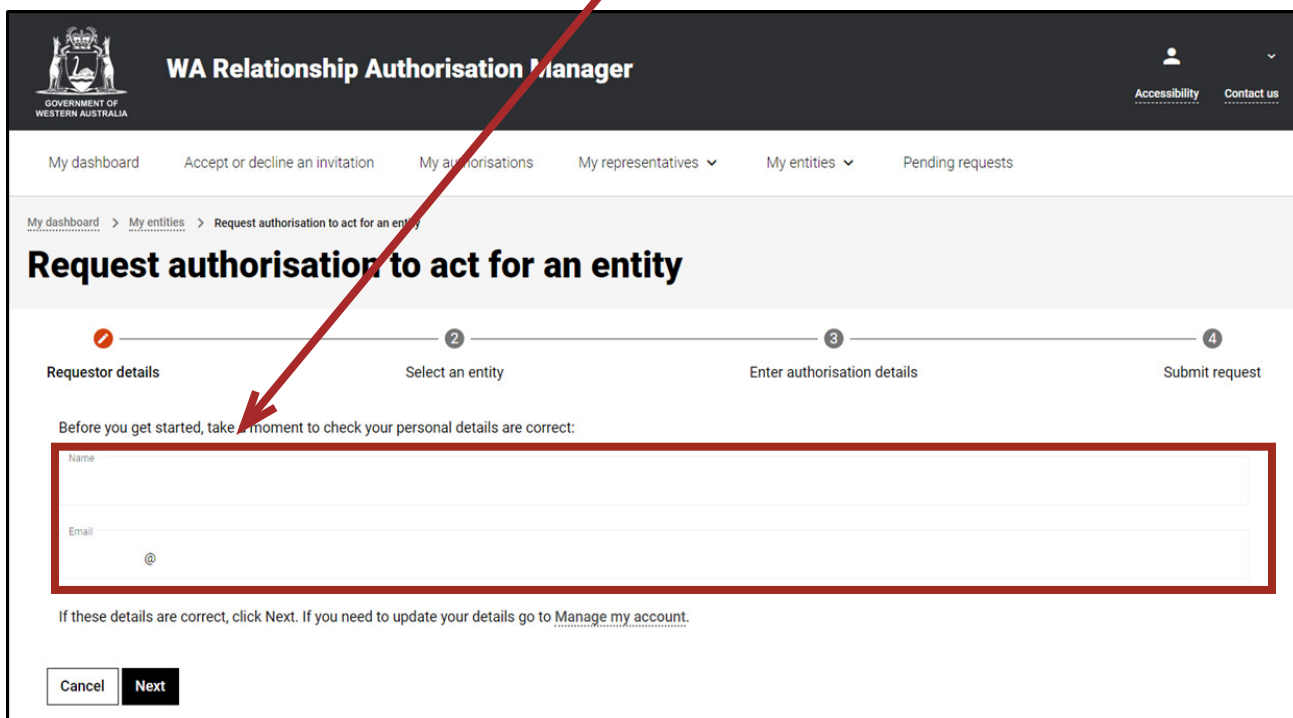 WA Relationship Authorisation Manager
GOVERNMENT OF
WESTERN AUSTRALIA
Accessibility Contact us
My dashboard Accept or decline an invitation My authorisations My representatives My entities Pending requests
My dashboard > My entities > Request authorisation to act for an entity
Request authorisation to act for an entity
2 3 4
Requestor details Select an entity Enter authorisation details Submit request
Before you get started, take a moment to check your personal details are correct:
Name
Email
@
If these details are correct, click Next. If you need to update your details go to Manage my account.
Cancel Next